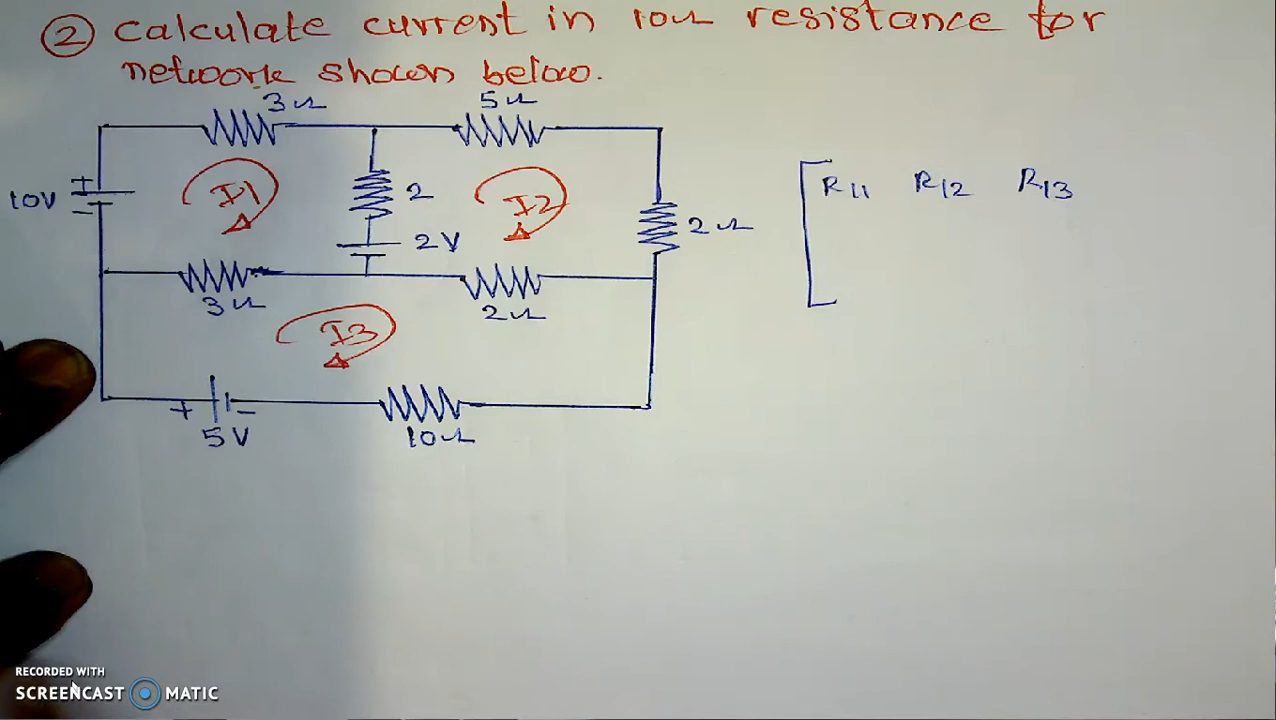 ② Calculate current in 10Ω resistance for
network shown below.
3Ω 5Ω
+
10V
-
I1 2 I2 2Ω
2V
R11 R12 R13
3Ω 2Ω
I3
+ -
5V 10Ω
RECORDED WITH
SCREENCAST MATIC